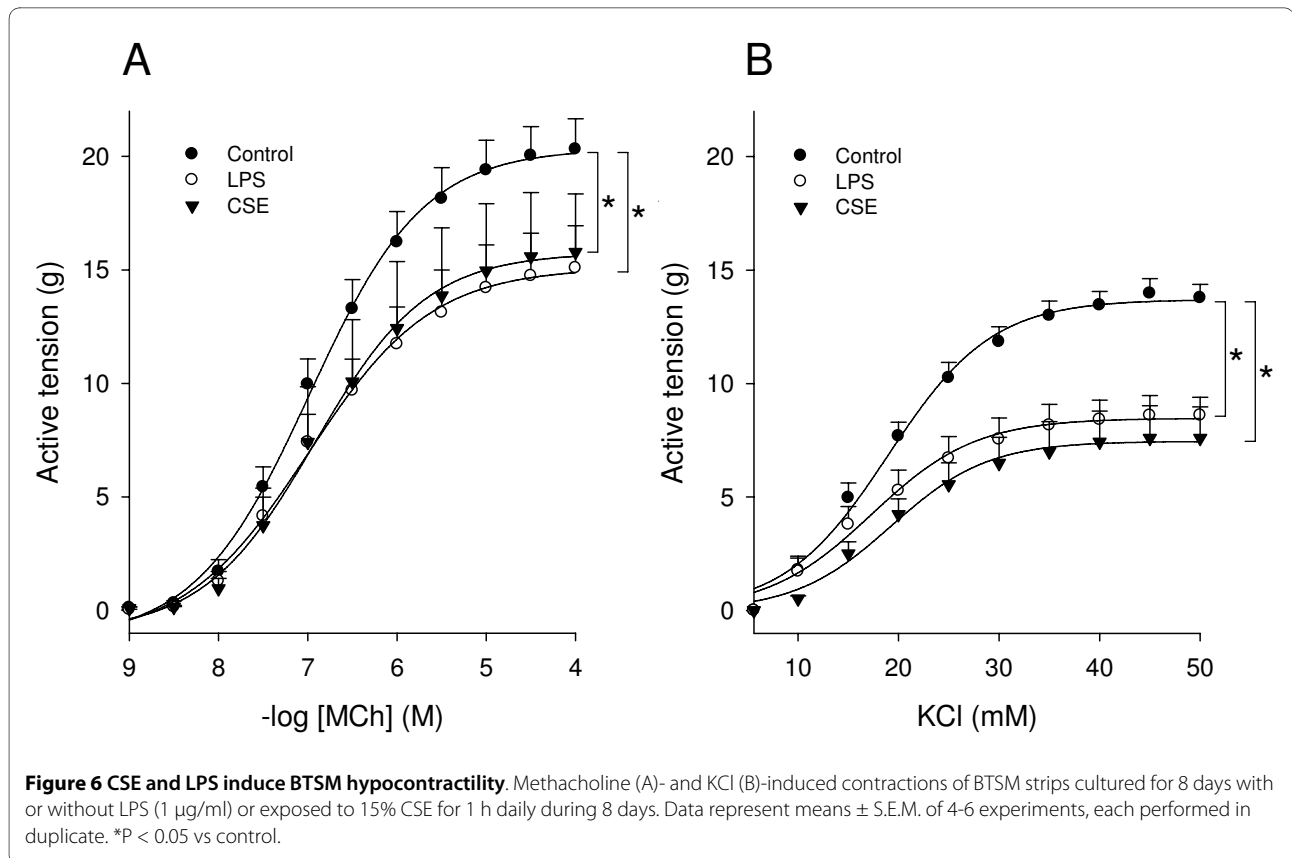 A
B
Control
LPS
CSE
Control
LPS
CSE
20
15
10
5
0
Active tension (g)
*
*
9 8 7 6 5 4
-log [MCh] (M)
20
15
10
5
0
Active tension (g)
*
*
10 20 30 40 50
KCl (mM)
Figure 6 CSE and LPS induce BTSM hypocontractility. Methacholine (A)- and KCl (B)-induced contractions of BTSM strips cultured for 8 days with
or without LPS (1 μg/ml) or exposed to 15% CSE for 1 h daily during 8 days. Data represent means ± S.E.M. of 4-6 experiments, each performed in
duplicate. *P < 0.05 vs control.